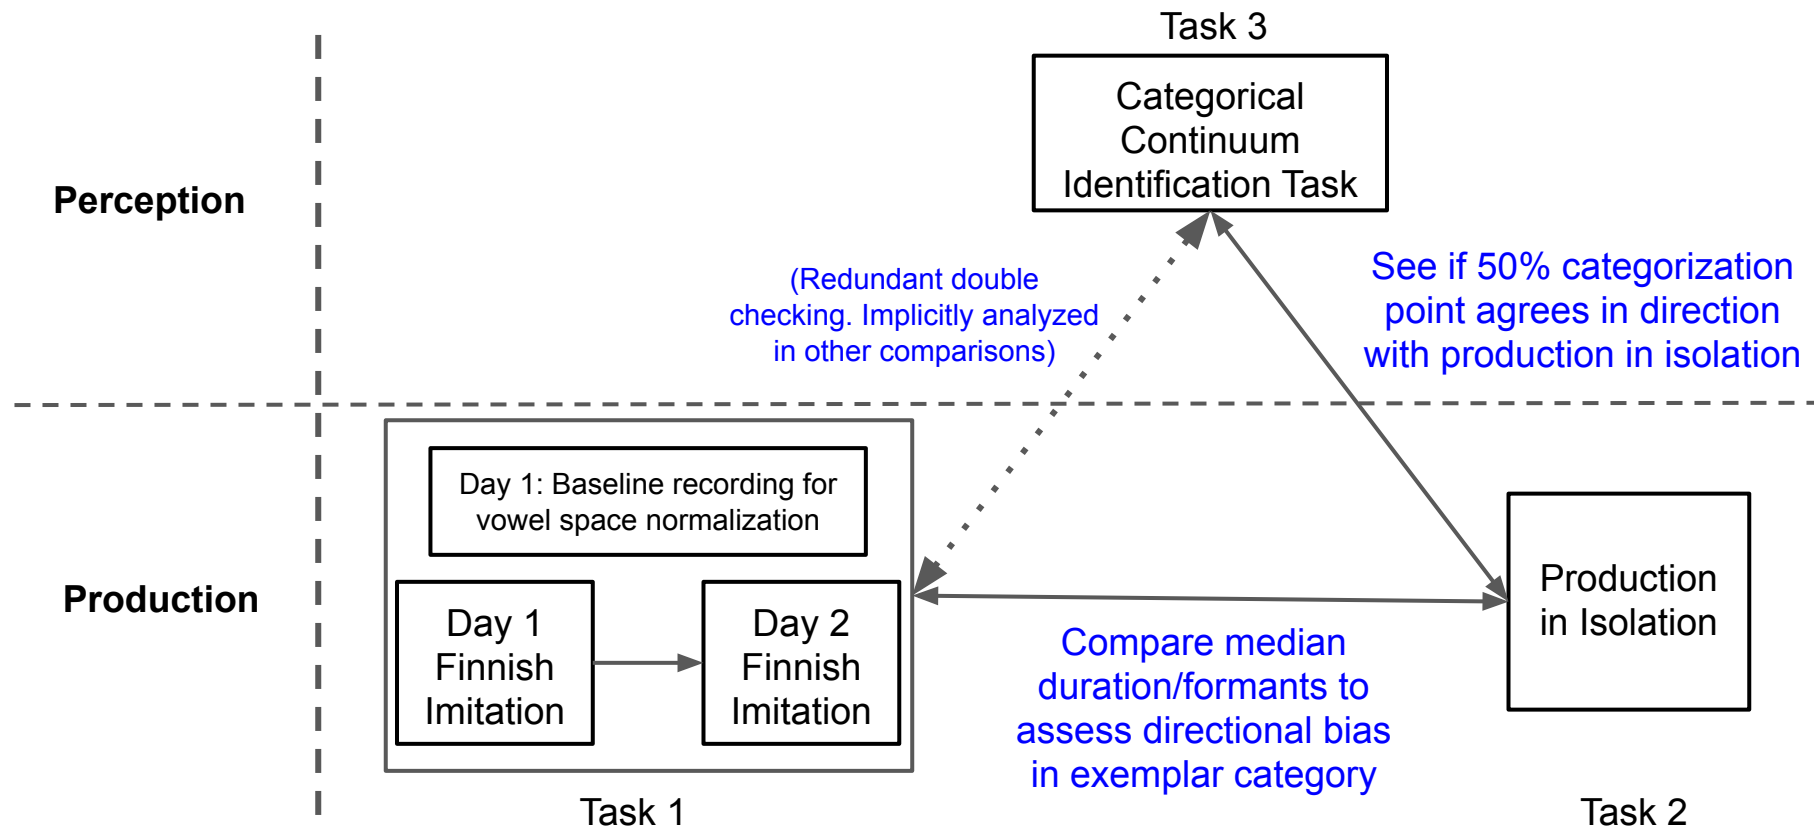 Task 3
Categorical
Continuum
Identification Task
Perception
(Redundant double
checking. Implicitly analyzed
in other comparisons)
See if 50% categorization
point agrees in direction
with production in isolation
Production
Day 1: Baseline recording for
vowel space normalization
Day 1
Finnish
Imitation
Day 2
Finnish
Imitation
Compare median
duration/formants to
assess directional bias
in exemplar category
Production
in Isolation
Task 1
Task 2